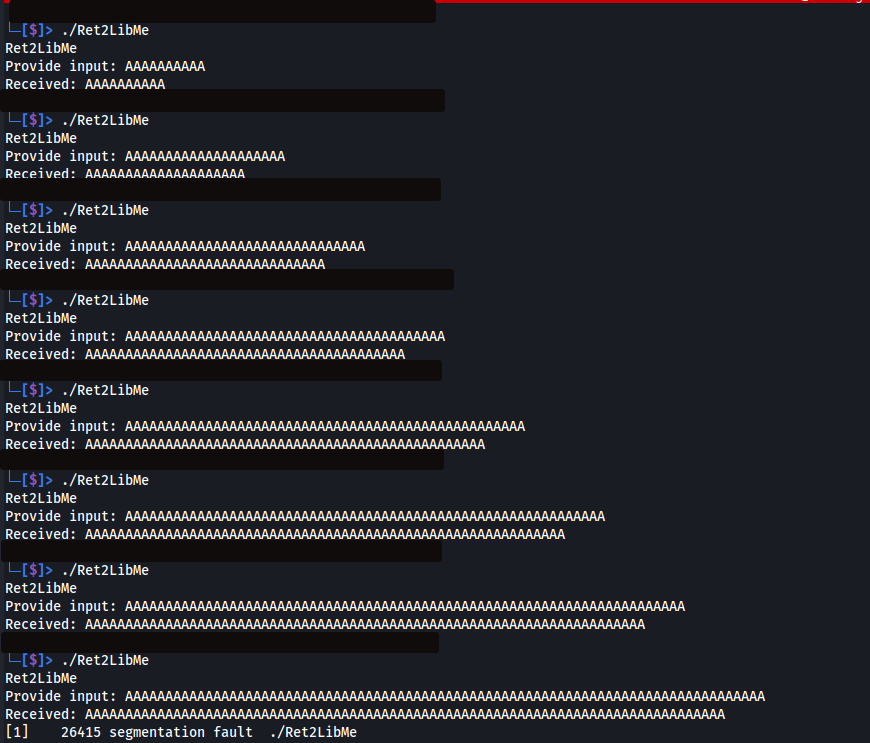 └─[$]> ./Ret2LibMe
Ret2LibMe
Provide input: AAAAAAAAAA
Received: AAAAAAAAAA
└─[$]> ./Ret2LibMe
Ret2LibMe
Provide input: AAAAAAAAAAAAAAAAAAAA
Received: AAAAAAAAAAAAAAAAAAAA
└─[$]> ./Ret2LibMe
Ret2LibMe
Provide input: AAAAAAAAAAAAAAAAAAAAAAAAAAAAAA
Received: AAAAAAAAAAAAAAAAAAAAAAAAAAAAAA
└─[$]> ./Ret2LibMe
Ret2LibMe
Provide input: AAAAAAAAAAAAAAAAAAAAAAAAAAAAAAAAAAAAAAAA
Received: AAAAAAAAAAAAAAAAAAAAAAAAAAAAAAAAAAAAAAAA
└─[$]> ./Ret2LibMe
Ret2LibMe
Provide input: AAAAAAAAAAAAAAAAAAAAAAAAAAAAAAAAAAAAAAAAAAAAAAAAAA
Received: AAAAAAAAAAAAAAAAAAAAAAAAAAAAAAAAAAAAAAAAAAAAAAAAAA
└─[$]> ./Ret2LibMe
Ret2LibMe
Provide input: AAAAAAAAAAAAAAAAAAAAAAAAAAAAAAAAAAAAAAAAAAAAAAAAAAAAAAAAAAAA
Received: AAAAAAAAAAAAAAAAAAAAAAAAAAAAAAAAAAAAAAAAAAAAAAAAAAAAAAAAAAAA
└─[$]> ./Ret2LibMe
Ret2LibMe
Provide input: AAAAAAAAAAAAAAAAAAAAAAAAAAAAAAAAAAAAAAAAAAAAAAAAAAAAAAAAAAAAAAAAAAAAAA
Received: AAAAAAAAAAAAAAAAAAAAAAAAAAAAAAAAAAAAAAAAAAAAAAAAAAAAAAAAAAAAAAAAAAAAAA
└─[$]> ./Ret2LibMe
Ret2LibMe
Provide input: AAAAAAAAAAAAAAAAAAAAAAAAAAAAAAAAAAAAAAAAAAAAAAAAAAAAAAAAAAAAAAAAAAAAAAAAAAAAAAAA
Received: AAAAAAAAAAAAAAAAAAAAAAAAAAAAAAAAAAAAAAAAAAAAAAAAAAAAAAAAAAAAAAAAAAAAAAAAAAAAAAAA
[1]    26415 segmentation fault  ./Ret2LibMe